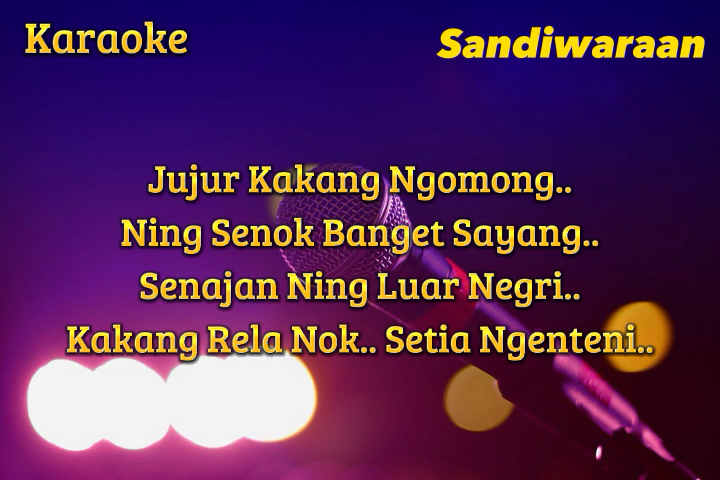 Karaoke
Sandiwaraan
Jujur Kakang Ngomong..
Ning Senok Banget Sayang..
Senajan Ning Luar Negri..
Kakang Rela Nok.. Setia Ngenteni..